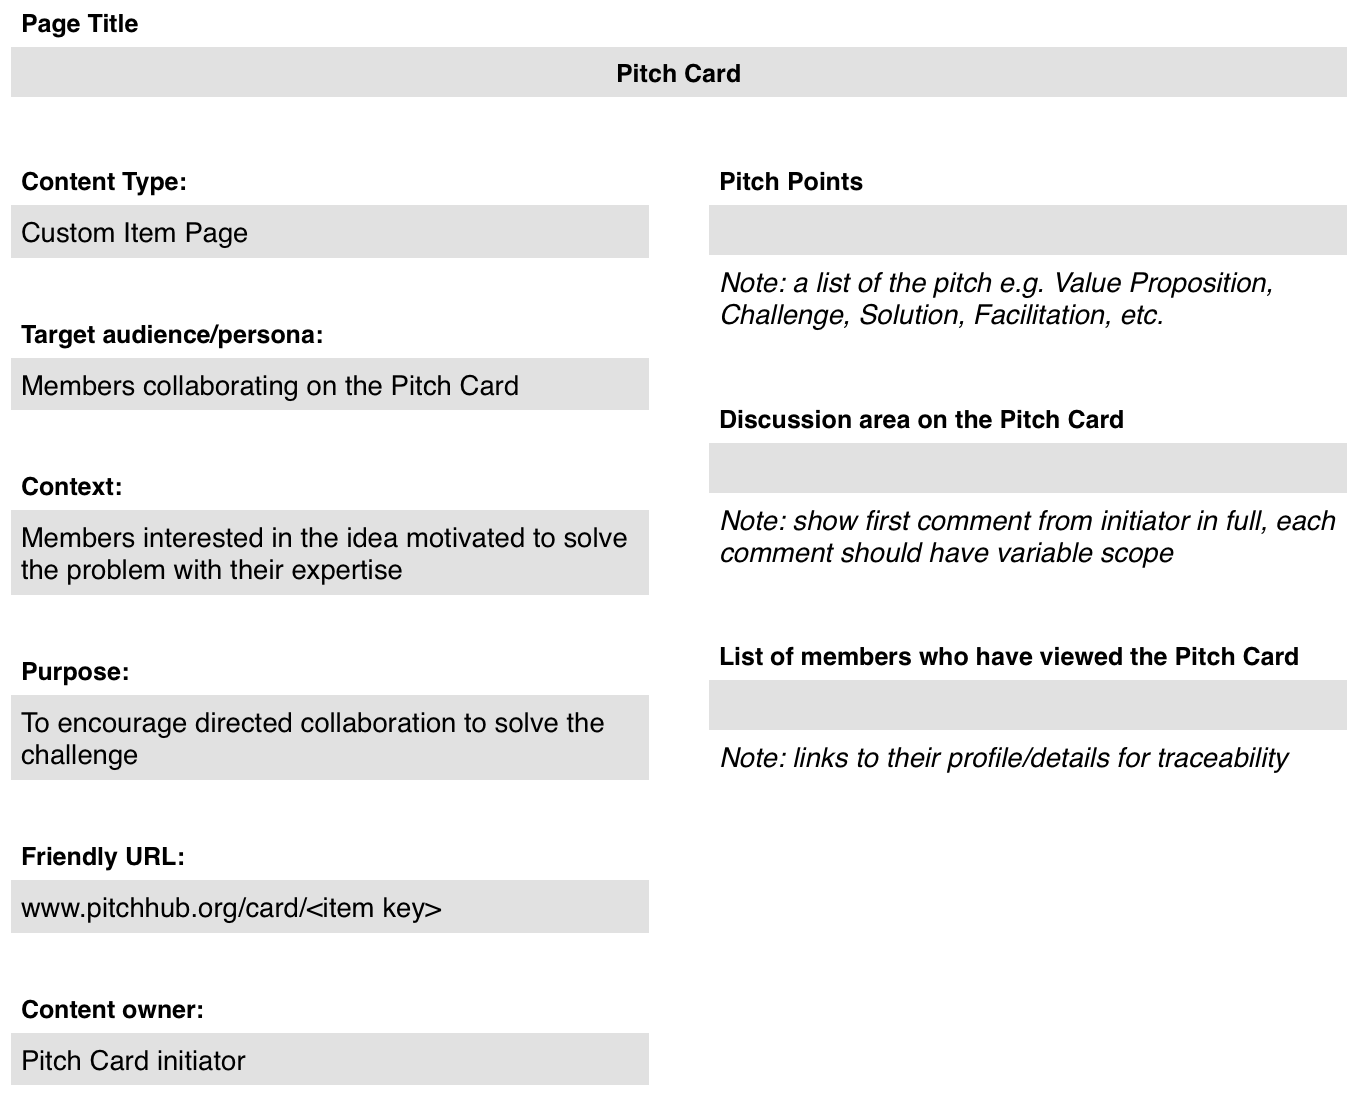 Page Title
Pitch Card
Content Type:
Custom Item Page
Target audience/persona:
Members collaborating on the Pitch Card
Context:
Members interested in the idea motivated to solve
the problem with their expertise
Purpose:
To encourage directed collaboration to solve the
challenge
Friendly URL:
www.pitchhub.org/card/<item key>
Content owner:
Pitch Card initiator
Pitch Points
Note: a list of the pitch e.g. Value Proposition,
Challenge, Solution, Facilitation, etc.
Discussion area on the Pitch Card
Note: show first comment from initiator in full, each
comment should have variable scope
List of members who have viewed the Pitch Card
Note: links to their profile/details for traceability